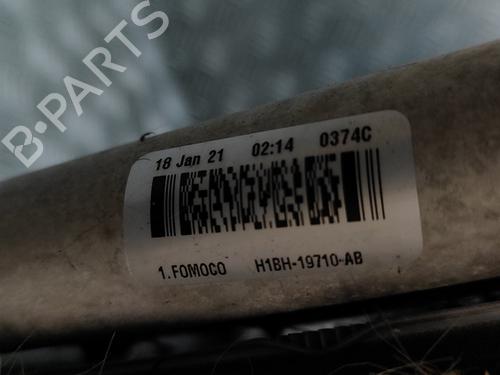 B-PARTS
18 Jan 21 02:14 0374C
1.FOMOCO H1BH-19710-AB